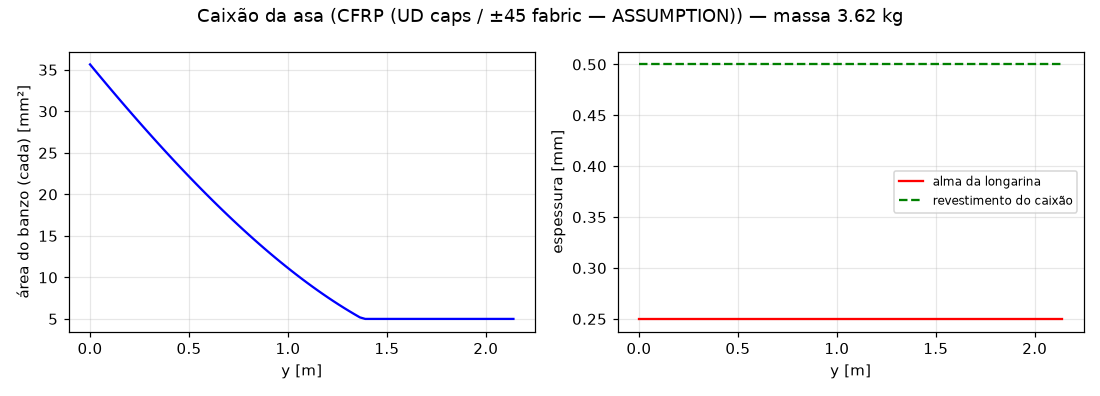 Caixão da asa (CFRP (UD caps / ±45 fabric — ASSUMPTION)) — massa 3.62 kg
área do banzo (cada) [mm²]
35
30
25
20
15
10
5
0.0 0.5 1.0 1.5 2.0
y [m]
espessura [mm]
0.50
0.45
0.40
0.35
0.30
0.25
alma da longarina
revestimento do caixão
0.0 0.5 1.0 1.5 2.0
y [m]